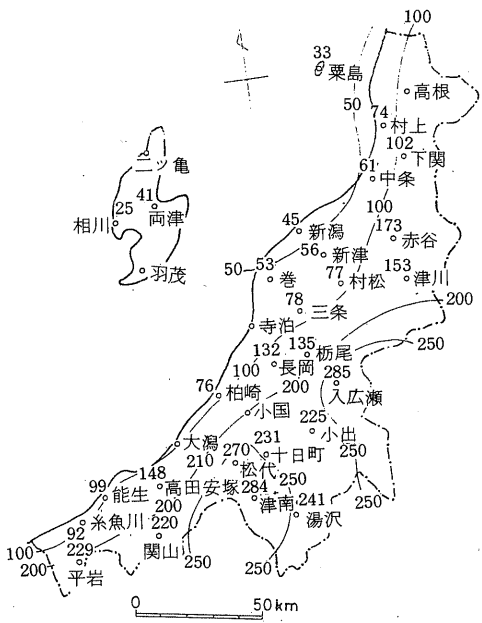 100
33
粟島
高根
50
74
村上
102
下関
61
中条
二ッ亀
41
両津
25
相川
羽茂
100
173
赤谷
45
新潟
56
新津
53
50
巻
77
村松
153
津川
78
三条
200
寺泊
135
栃尾
250
132
長岡
285
入広瀬
100
200
76
柏崎
小国
225
小出
大潟
210
270
松代
231
十日町
250
250
148
高田
安塚
284
津南
250
241
湯沢
99
能生
200
糸魚川
92
220
関山
100
229
200
平岩
250
250
0
50km